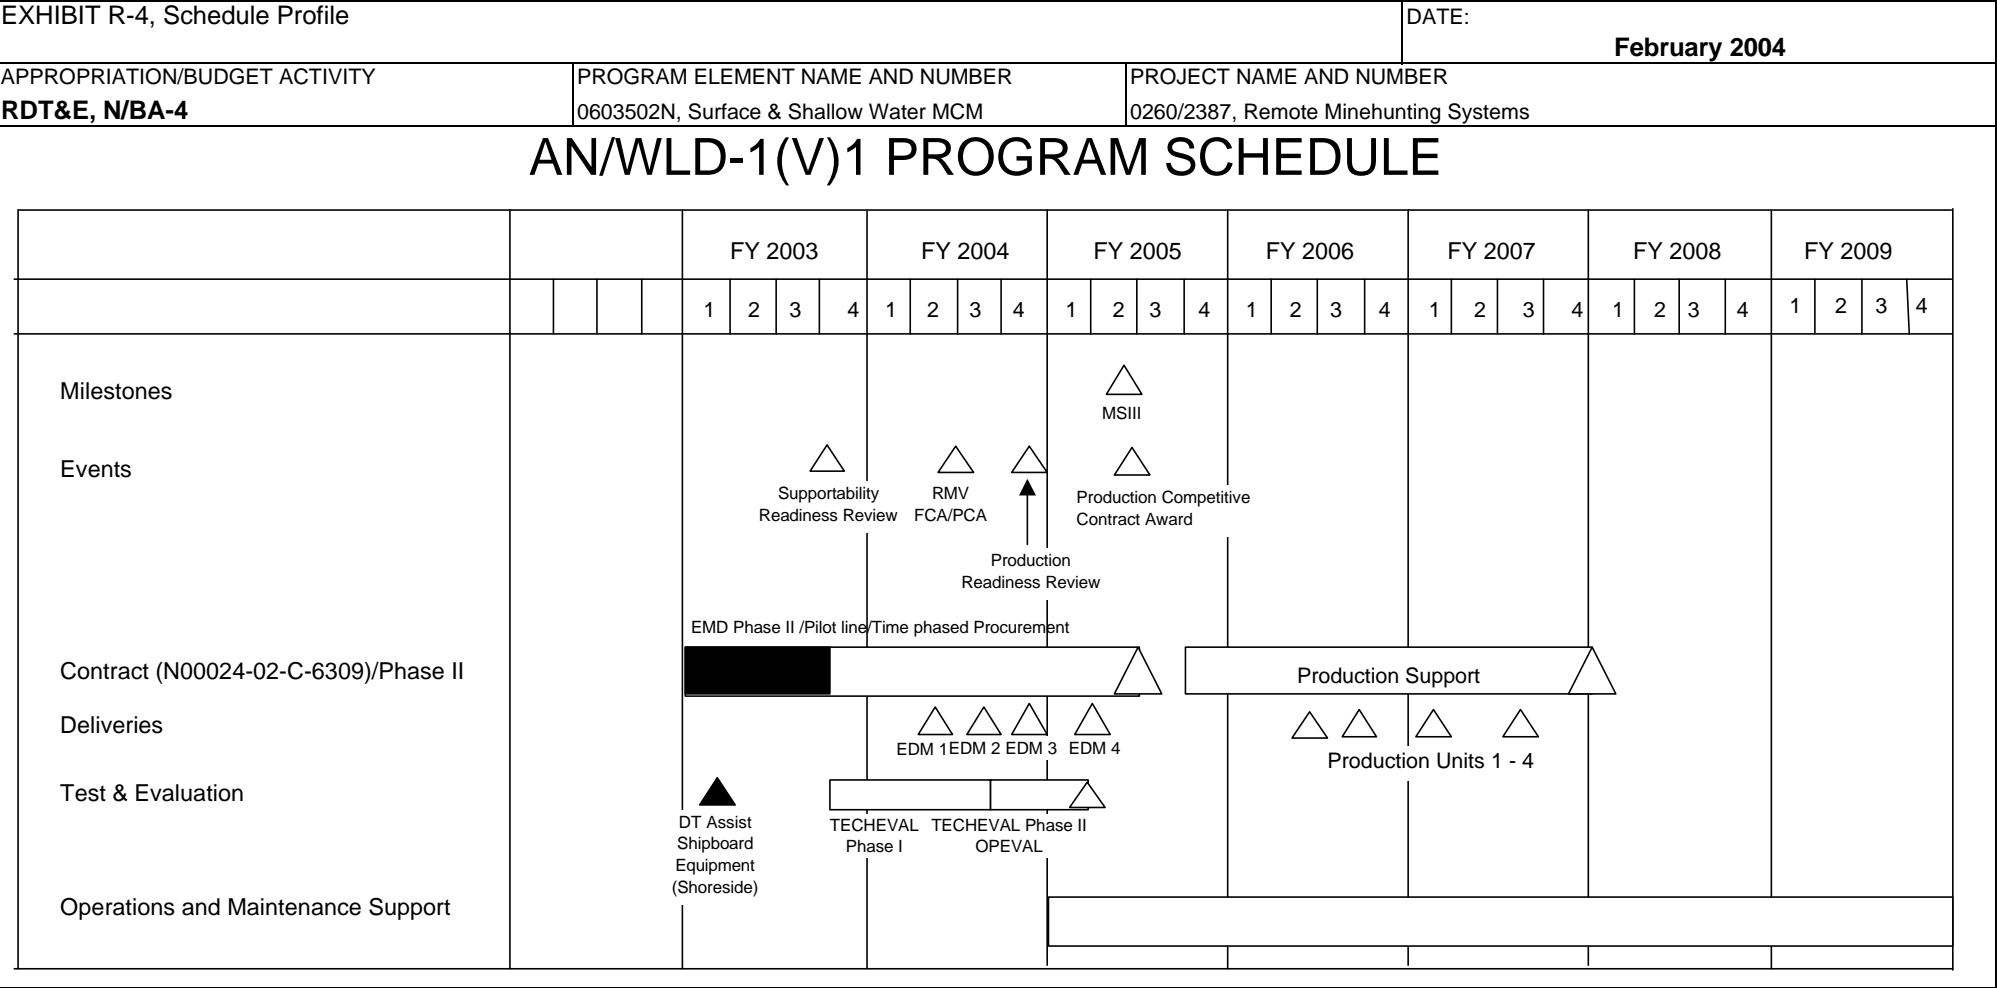 EXHIBIT R-4, Schedule Profile
DATE:
February 2004
APPROPRIATION/BUDGET ACTIVITY
PROGRAM ELEMENT NAME AND NUMBER
PROJECT NAME AND NUMBER
RDT&E, N/BA-4
0603502N, Surface & Shallow Water MCM
0260/2387, Remote Minehunting Systems
AN/WLD-1(V)1 PROGRAM SCHEDULE
FY 2003 FY 2004 FY 2005 FY 2006 FY 2007 FY 2008 FY 2009
1 2 3 4 1 2 3 4 1 2 3 4 1 2 3 4 1 2 3 4 1 2 3 4 1 2 3 4
Milestones
MSIII
Events
Supportability
Readiness Review
RMV
FCA/PCA
Production Competitive
Contract Award
Production
Readiness Review
EMD Phase II /Pilot line/Time phased Procurement
Contract (N00024-02-C-6309)/Phase II
Production Support
Deliveries
EDM 1 EDM 2 EDM 3 EDM 4
Production Units 1 - 4
Test & Evaluation
DT Assist
Shipboard
Equipment
(Shoreside)
TECHEVAL
Phase I
TECHEVAL Phase II
OPEVAL
Operations and Maintenance Support